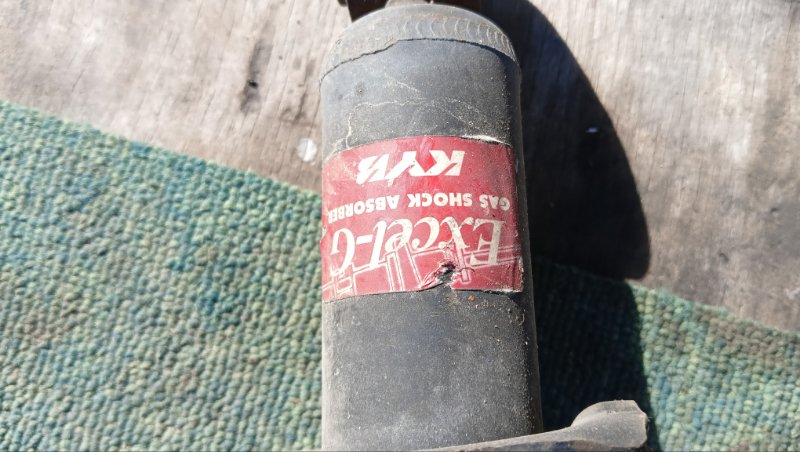 Excel-G
GAS SHOCK ABSORBER
KYB